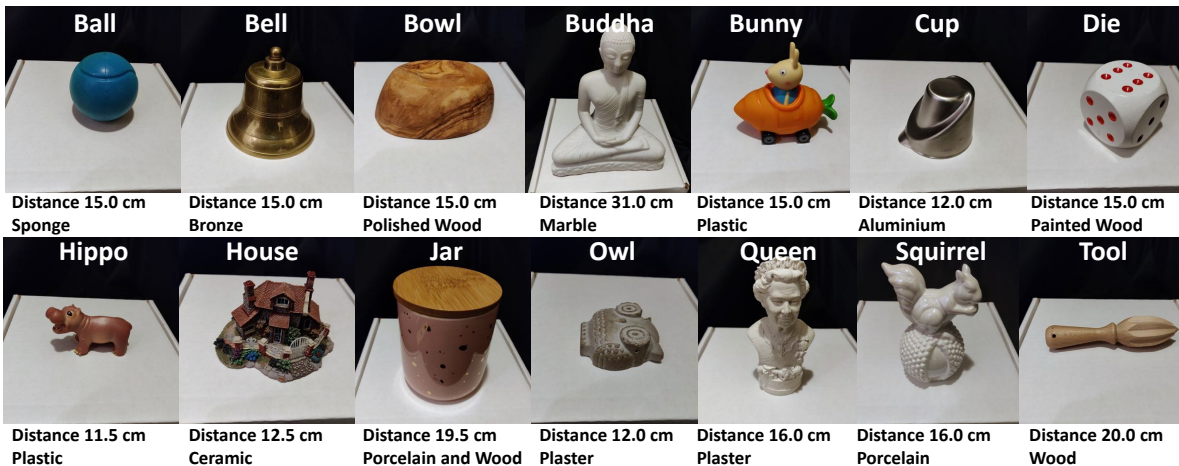 Ball
Bell
Bowl
Buddha
Bunny
Cup
Die
Distance 15.0 cm
Sponge
Distance 15.0 cm
Bronze
Distance 15.0 cm
Polished Wood
Distance 31.0 cm
Marble
Distance 15.0 cm
Plastic
Distance 12.0 cm
Aluminium
Distance 15.0 cm
Painted Wood
Hippo
House
Jar
Owl
Queen
Squirrel
Tool
Distance 11.5 cm
Plastic
Distance 12.5 cm
Ceramic
Distance 19.5 cm
Porcelain and Wood
Distance 12.0 cm
Plaster
Distance 16.0 cm
Plaster
Distance 16.0 cm
Porcelain
Distance 20.0 cm
Wood